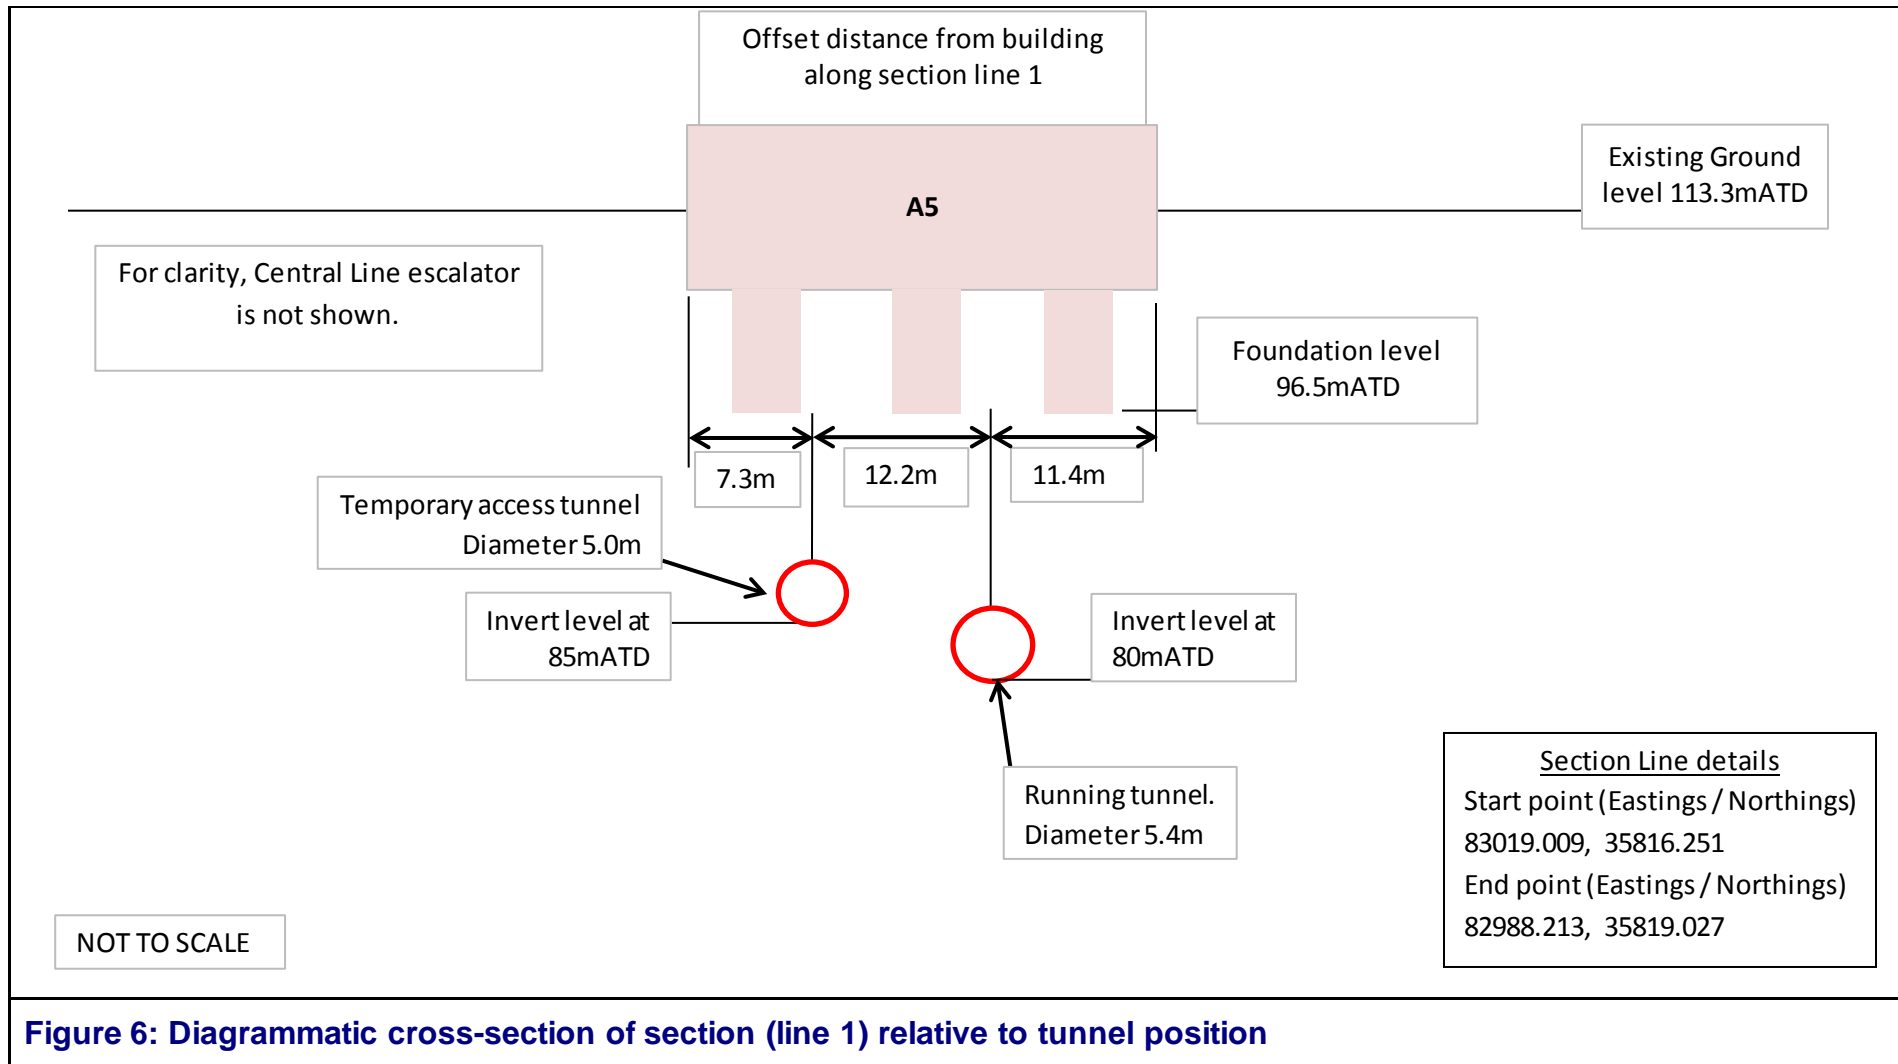 Offset distance from building
along section line 1
A5
Existing Ground
level 113.3mATD
For clarity, Central Line escalator
is not shown.
Foundation level
96.5mATD
7.3m
12.2m
11.4m
Temporary access tunnel
Diameter 5.0m
Invert level at
85mATD
Invert level at
80mATD
Running tunnel.
Diameter 5.4m
Section Line details
Start point (Eastings / Northings)
83019.009, 35816.251
End point (Eastings / Northings)
82988.213, 35819.027
NOT TO SCALE
Figure 6: Diagrammatic cross-section of section (line 1) relative to tunnel position